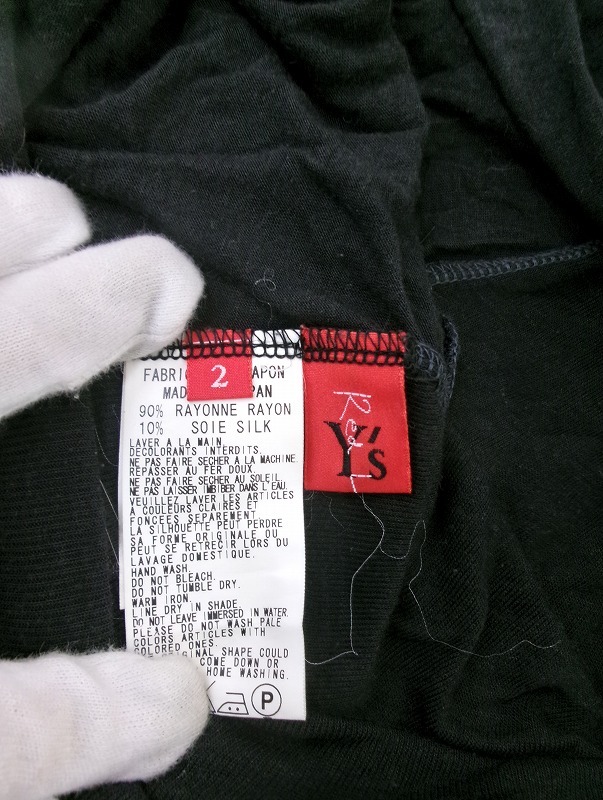 2
FABRIC APON
MAD PAN
90% RAYONNE RAYON
10% SOIE SILK
LAVER A LA MAIN.
DECOLORANTS INTERDITS.
NE PAS FAIRE SECHER A LA MACHINE.
REPASSER AU FER DOUX.
NE PAS FAIRE SECHER AU SOLEIL.
NE PAS LAISSER IMBIBER DANS L'EAU.
VEUILLEZ LAVER LES ARTICLES
A COULEURS CLAIRES ET
FONCEES SEPAREMENT.
LA SILHOUETTE PEUT PERDRE
SA FORME ORIGINALE OU
PEUT SE RETRECIR LORS DU
LAVAGE DOMESTIQUE.
HAND WASH.
DO NOT BLEACH.
DO NOT TUMBLE DRY.
WARM IRON.
LINE DRY IN SHADE.
DO NOT LEAVE IMMERSED IN WATER.
PLEASE DO NOT WASH PALE
COLORS ARTICLES WITH
COLORED ONES.
GINAL SHAPE COULD
COME DOWN OR
HOME WASHING.
P
Red L
Y's